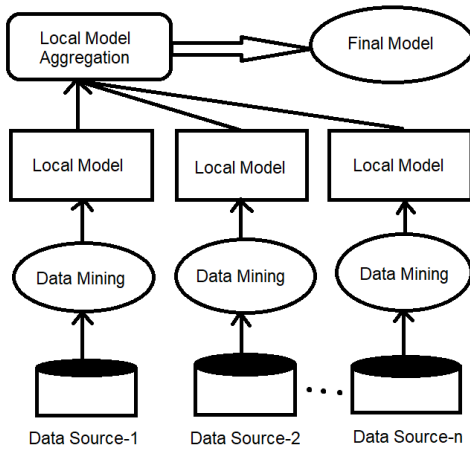 Local Model
Aggregation
Final Model
Local Model
Local Model
Local Model
Data Mining
Data Mining
Data Mining
Data Source-1
Data Source-2
Data Source-n